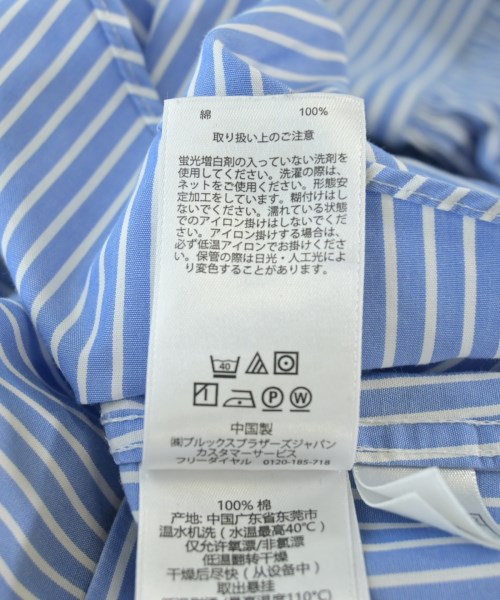 綿 100%
取り扱い上のご注意
蛍光増白剤の入っていない洗剤を
使用してください。洗濯の際は、
ネットをご使用ください。形態安
定加工をしています。糊付けはし
ないでください。濡れている状態
でのアイロン掛けはしないでくださ
い。アイロン掛けする場合は、
必ず低温アイロンでお掛けくださ
い。保管の際は日光・人工光に
より変色することがあります。
40
P W
中国製
㈱ブルックスブラザーズジャパン
カスタマーサービス
フリーダイヤル 0120-185-718
100% 棉
产地: 中国广东省东莞市
温水机洗（水温最高40℃）
仅允许氧漂/非氯漂
低温翻转干燥
干燥后尽快（从设备中）
取出悬挂